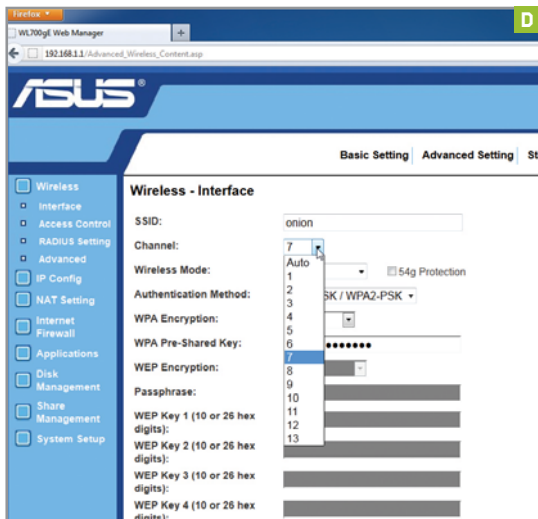 Firefox
D
WL700gE Web Manager
+
192.168.1.1/Advanced_Wireless_Content.asp
ASUS®
Basic Setting Advanced Setting St
Wireless
Interface
Access Control
RADIUS Setting
Advanced
IP Config
NAT Setting
Internet
Firewall
Applications
Disk
Management
Share
Management
System Setup
Wireless - Interface
SSID: onion
Channel: 7
Auto
1
2
3
4
5
6
7
8
9
10
11
12
13
Wireless Mode: 54g Protection
Authentication Method: SK / WPA2-PSK
WPA Encryption:
WPA Pre-Shared Key: •••••••
WEP Encryption:
Passphrase:
WEP Key 1 (10 or 26 hex
digits):
WEP Key 2 (10 or 26 hex
digits):
WEP Key 3 (10 or 26 hex
digits):
WEP Key 4 (10 or 26 hex
digits):